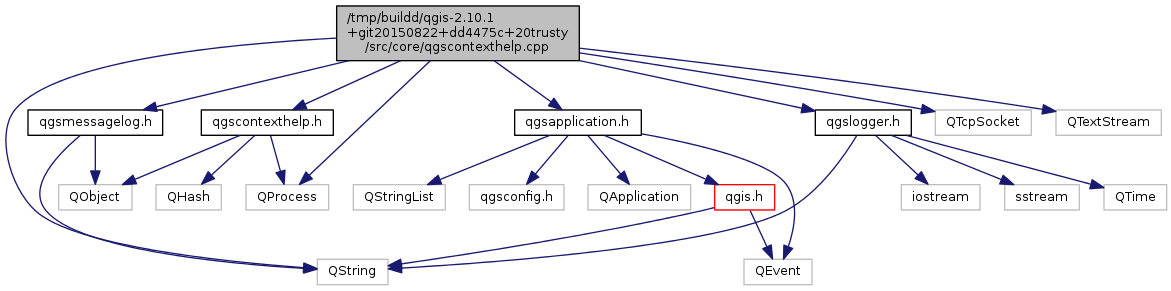 /tmp/buildd/qgis-2.10.1
+git20150822+dd4475c+20trusty
/src/core/qgscontexthelp.cpp
qgsmessagelog.h
qgscontexthelp.h
qgsapplication.h
qgslogger.h
QTcpSocket
QTextStream
QObject
QHash
QProcess
QStringList
qgsconfig.h
QApplication
qgis.h
iostream
sstream
QTime
QString
QEvent